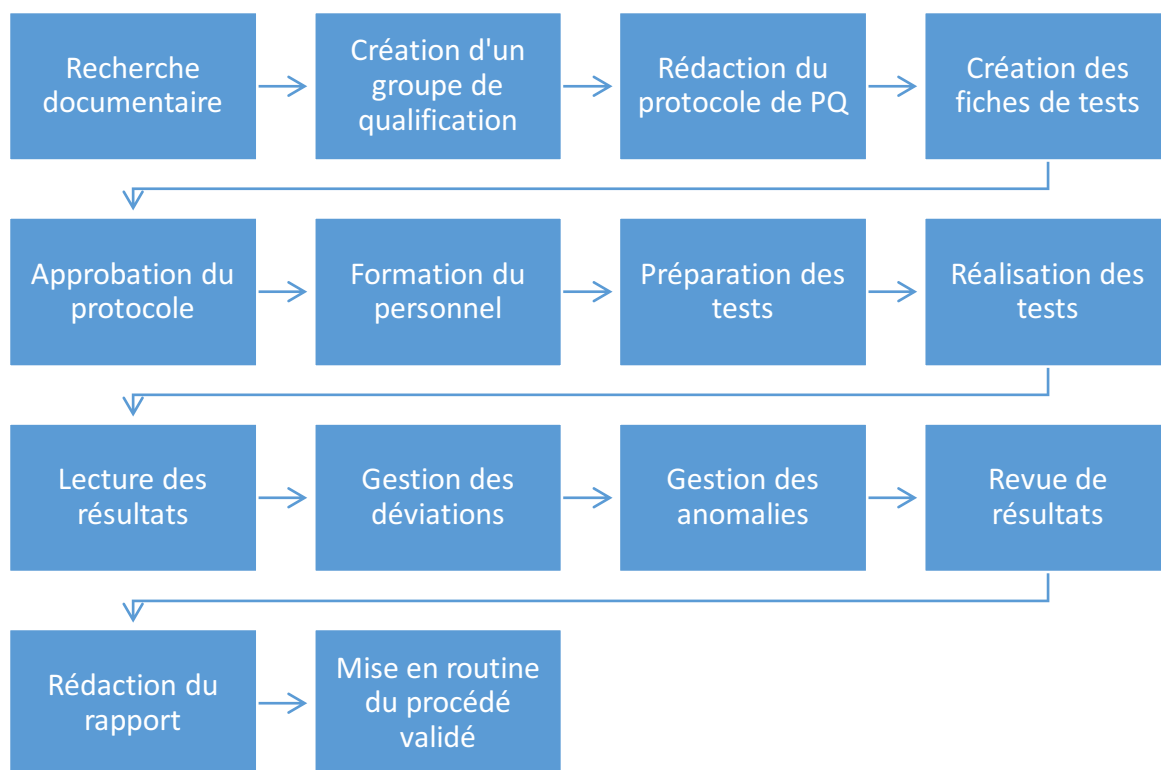 Recherche
documentaire
Création d'un
groupe de
qualification
Rédaction du
protocole de PQ
Création des
fiches de tests
Approbation du
protocole
Formation du
personnel
Préparation des
tests
Réalisation des
tests
Lecture des
résultats
Gestion des
déviations
Gestion des
anomalies
Revue de
résultats
Rédaction du
rapport
Mise en routine
du procédé
validé